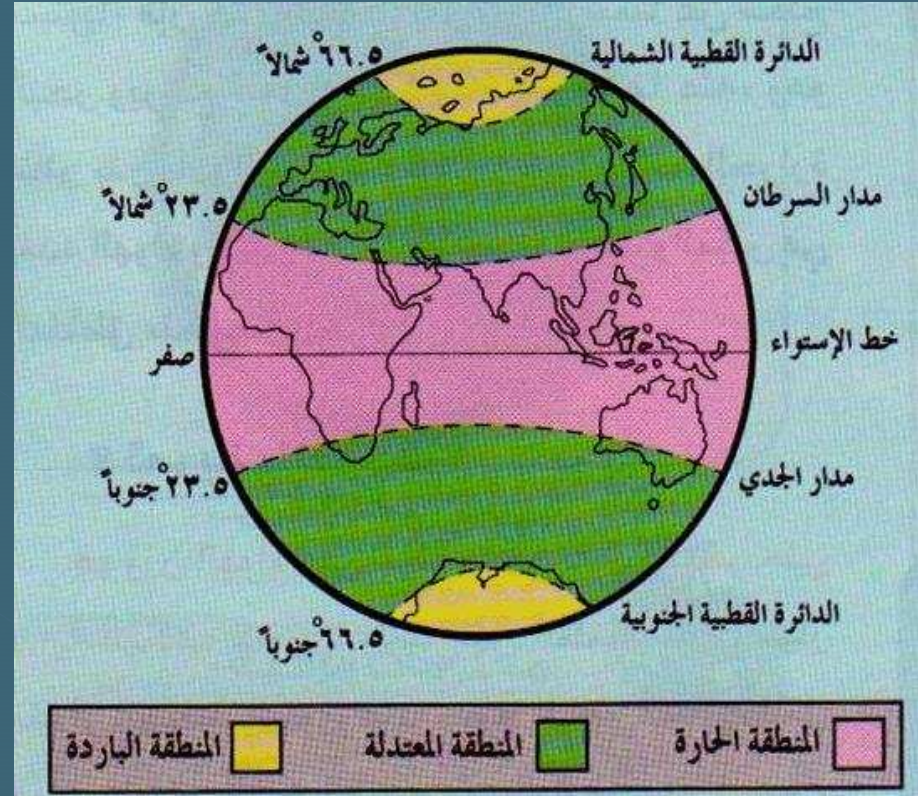 الدائرة القطبية الشمالية
٦٦.٥° شمالاً
مدار السرطان
٢٣.٥° شمالاً
خط الإستواء
صفر
مدار الجدي
٢٣.٥° جنوباً
الدائرة القطبية الجنوبية
٦٦.٥° جنوباً
المنطقة الحارة
المنطقة المعتدلة
المنطقة الباردة